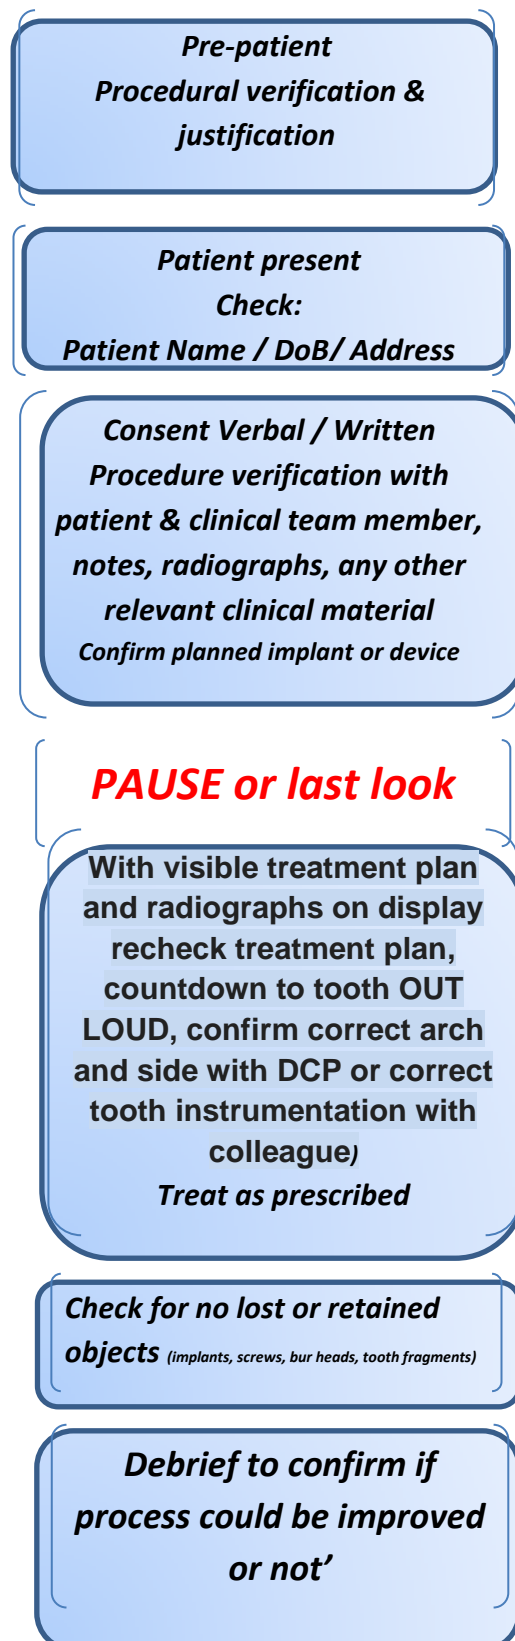 Pre-patient
Procedural verification &
justification
Patient present
Check:
Patient Name / DoB/ Address
Consent Verbal / Written
Procedure verification with
patient & clinical team member,
notes, radiographs, any other
relevant clinical material
Confirm planned implant or device
PAUSE or last look
With visible treatment plan
and radiographs on display
recheck treatment plan,
countdown to tooth OUT
LOUD, confirm correct arch
and side with DCP or correct
tooth instrumentation with
colleague)
Treat as prescribed
Check for no lost or retained
objects (implants, screws, bur heads, tooth fragments)
Debrief to confirm if
process could be improved
or not’